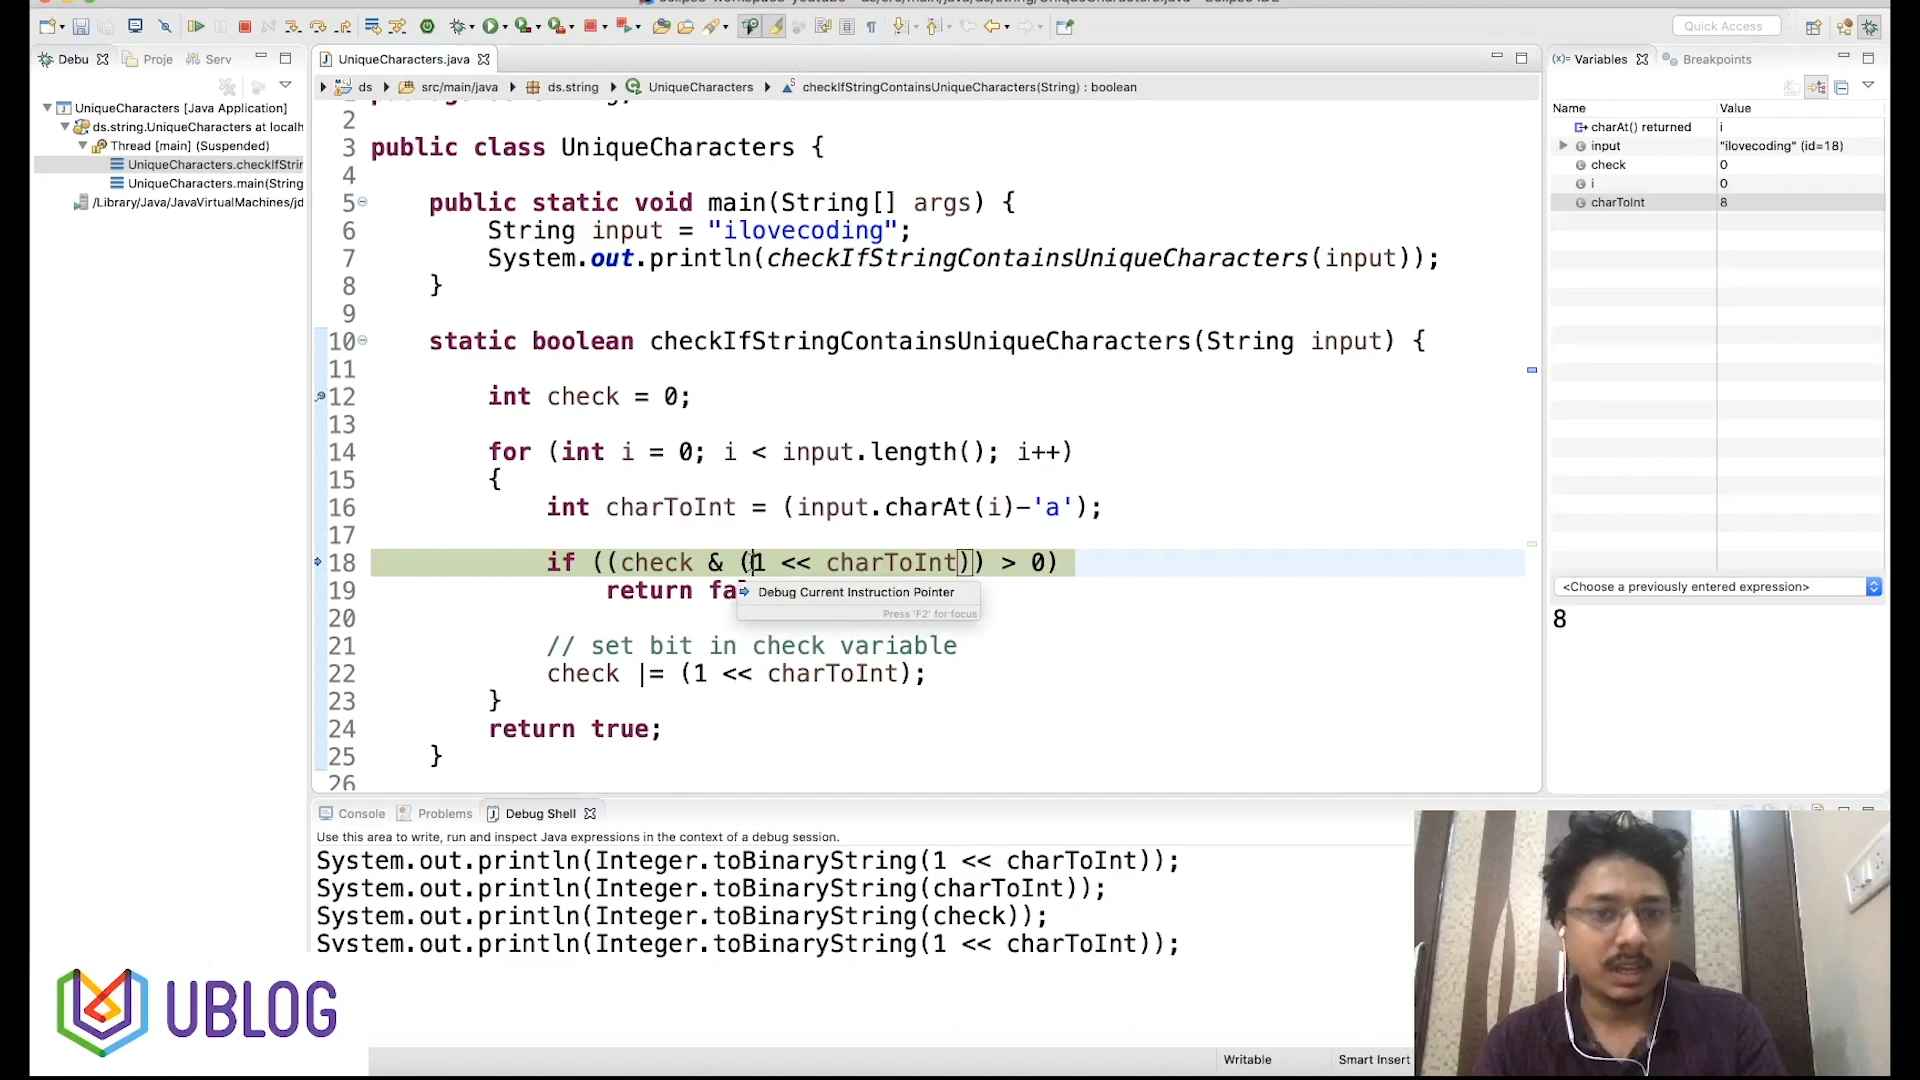 Quick Access
Debu
Proje
Serv
UniqueCharacters.java
(x)= Variables
Breakpoints
ds
src/main/java
ds.string
UniqueCharacters
checkIfStringContainsUniqueCharacters(String) : boolean
UniqueCharacters [Java Application]
ds.string.UniqueCharacters at localh
Thread [main] (Suspended)
UniqueCharacters.checkIfStrir
UniqueCharacters.main(String
/Library/Java/JavaVirtualMachines/jd
2
3 public class UniqueCharacters {
4
5 public static void main(String[] args) {
6 String input = "ilovecoding";
7 System.out.println(checkIfStringContainsUniqueCharacters(input));
8 }
9
10 static boolean checkIfStringContainsUniqueCharacters(String input) {
11
12 int check = 0;
13
14 for (int i = 0; i < input.length(); i++)
15 {
16 int charToInt = (input.charAt(i)-'a');
17
18 if ((check & (1 << charToInt)) > 0)
19 return fa
Debug Current Instruction Pointer
Press 'F2' for focus
20
21 // set bit in check variable
22 check |= (1 << charToInt);
23 }
24 return true;
25 }
26
Name Value
charAt() returned i
input "ilovecoding" (id=18)
check 0
i 0
charToInt 8
<Choose a previously entered expression>
8
Console
Problems
Debug Shell
Use this area to write, run and inspect Java expressions in the context of a debug session.
System.out.println(Integer.toBinaryString(1 << charToInt));
System.out.println(Integer.toBinaryString(charToInt));
System.out.println(Integer.toBinaryString(check));
System.out.println(Integer.toBinaryString(1 << charToInt));
UBLOG
Writable
Smart Insert